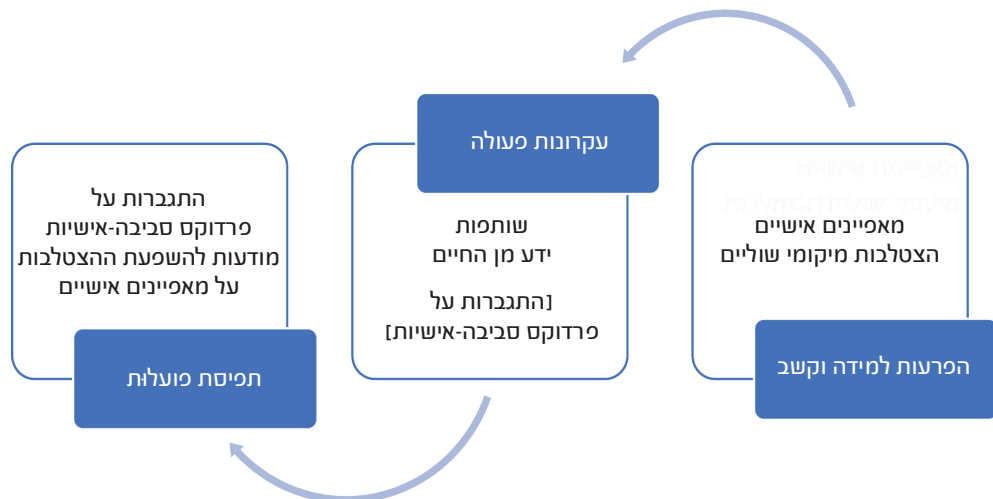 מאפיינים אישיים
הצטלבות מיקומי שוליים
הפרעות למידה וקשב
עקרונות פעולה
שותפות
ידע מן החיים
[התגברות על
פרדוקס סביבה-אישיות]
התגברות על
פרדוקס סביבה-אישיות
מודעות להשפעת ההצטלבות
על מאפיינים אישיים
תפיסת פועלוּת